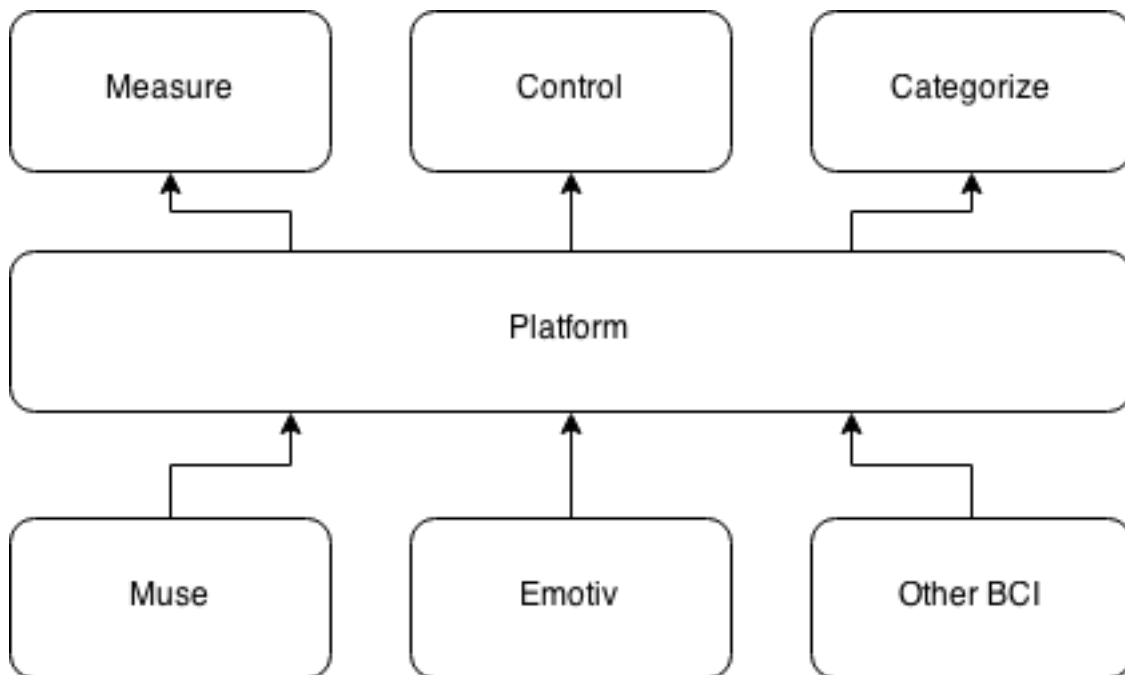 Measure
Control
Categorize
Platform
Muse
Emotiv
Other BCI